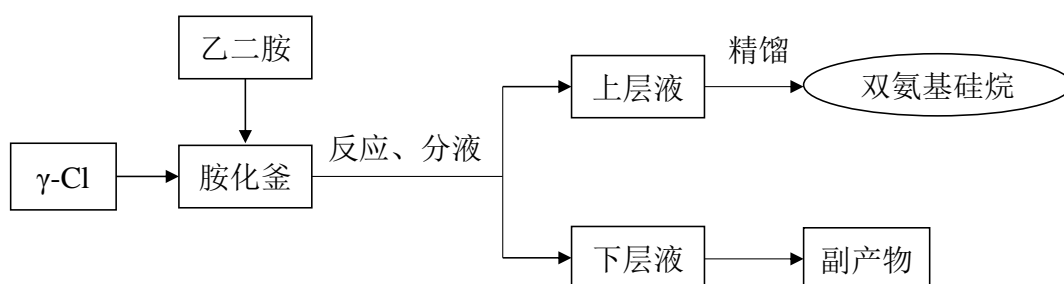 乙二胺
精馏
上层液
双氨基硅烷
反应、分液
γ-Cl
胺化釜
下层液
副产物